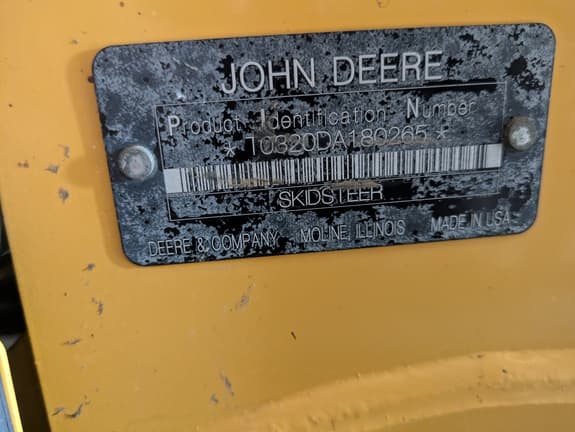 JOHN DEERE
Product Identification Number
*T0320DA180265*
SKIDSTEER
DEERE & COMPANY MOLINE, ILLINOIS MADE IN USA